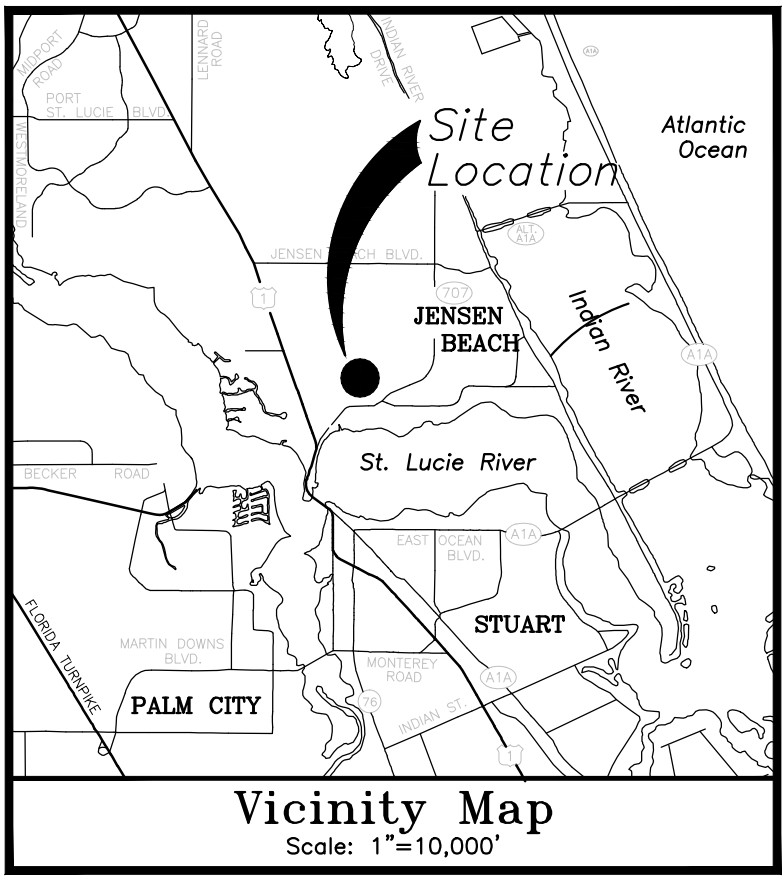 MIDPORT
ROAD
LENNARD
ROAD
INDIAN RIVER
DRIVE
A1A
PORT
ST. LUCIE BLVD.
WESTMORELAND
Site
Location
Atlantic
Ocean
ALT.
A1A
JENSEN BEACH BLVD.
1
707
JENSEN
BEACH
Indian River
A1A
St. Lucie River
BECKER ROAD
EAST OCEAN
BLVD.
A1A
FLORIDA TURNPIKE
STUART
MARTIN DOWNS
BLVD.
MONTEREY
ROAD
A1A
PALM CITY
76
INDIAN ST.
1
Vicinity Map
Scale: 1"=10,000'